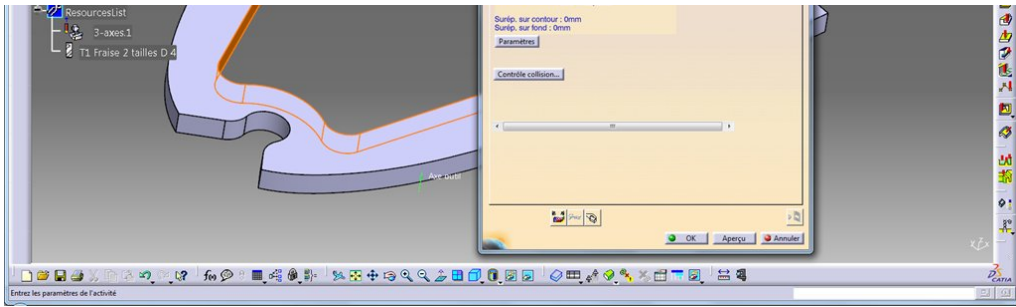 ResourcesList
3-axes.1
T1 Fraise 2 tailles D 4
Surép. sur contour : 0mm
Surép. sur fond : 0mm
Paramètres
Contrôle collision...
Axe outil
OK Aperçu Annuler
CATIA
Entrez les paramètres de l'activité